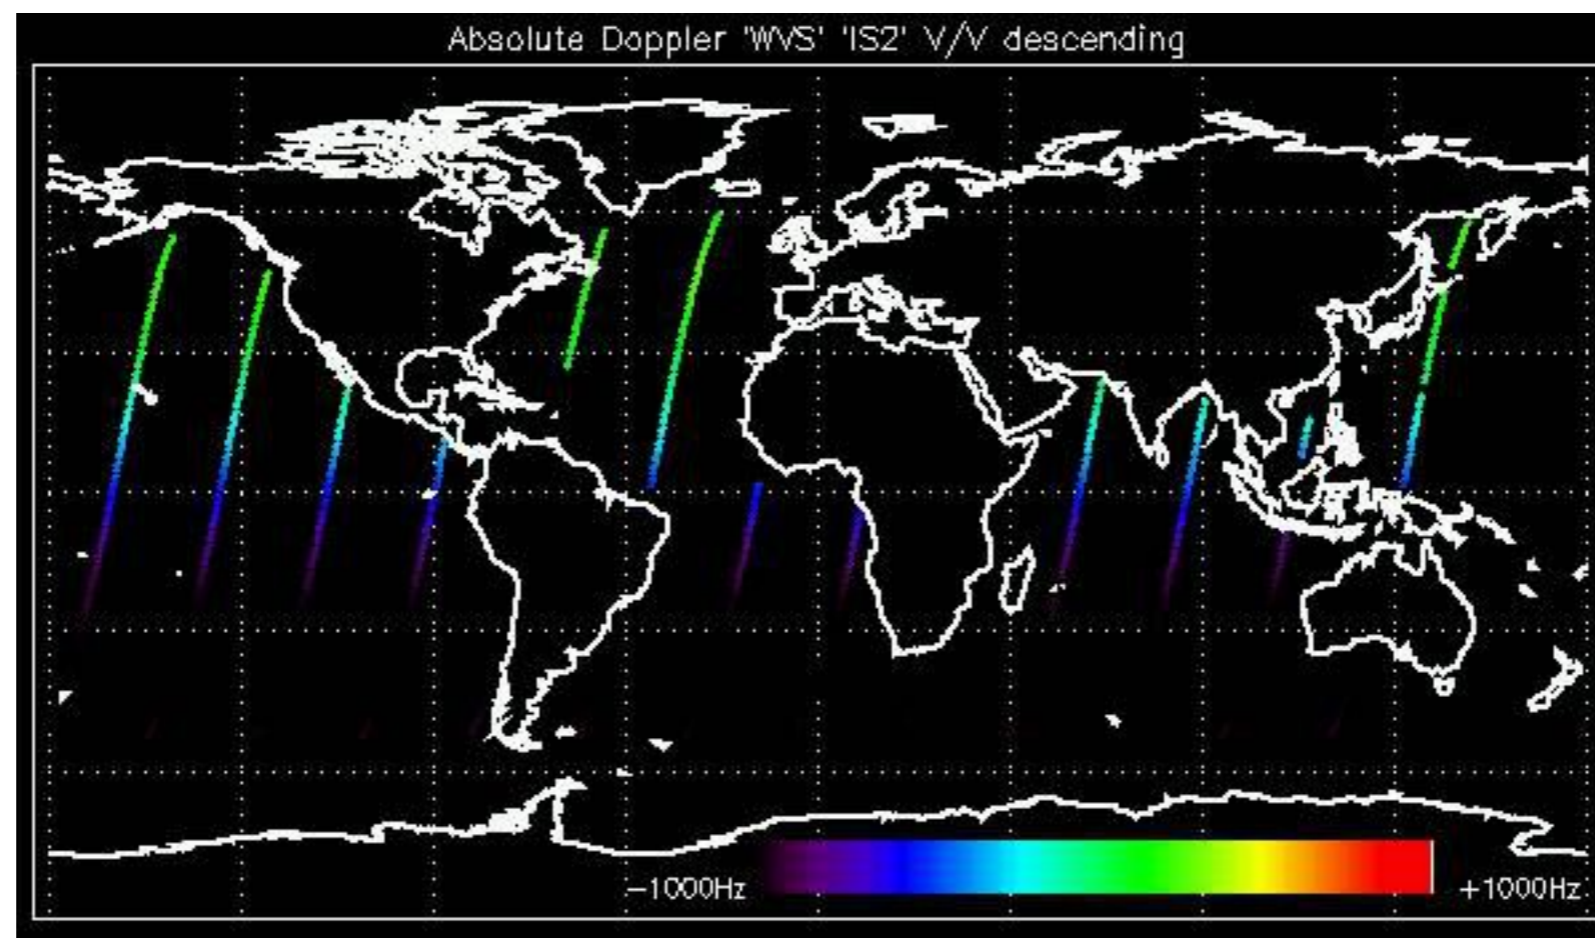 Absolute Doppler 'WVS' 'IS2' V/V descending
−1000Hz
+1000Hz